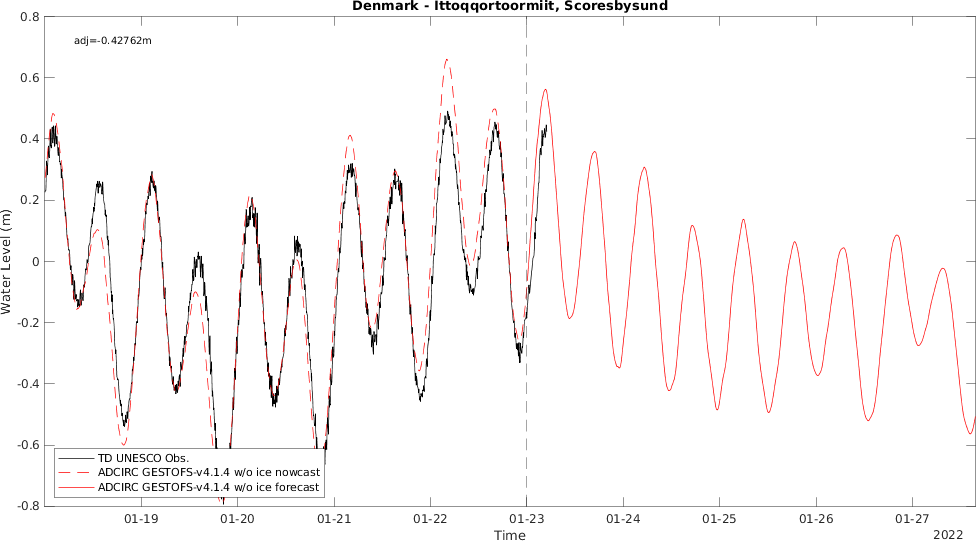 Denmark - Ittoqqortoormiit, Scoresbysund
adj=-0.42762m
0.8
0.6
0.4
0.2
0
-0.2
-0.4
-0.6
-0.8
Water Level (m)
TD UNESCO Obs.
ADCIRC GESTOFS-v4.1.4 w/o ice nowcast
ADCIRC GESTOFS-v4.1.4 w/o ice forecast
01-19 01-20 01-21 01-22 01-23 01-24 01-25 01-26 01-27
Time
2022